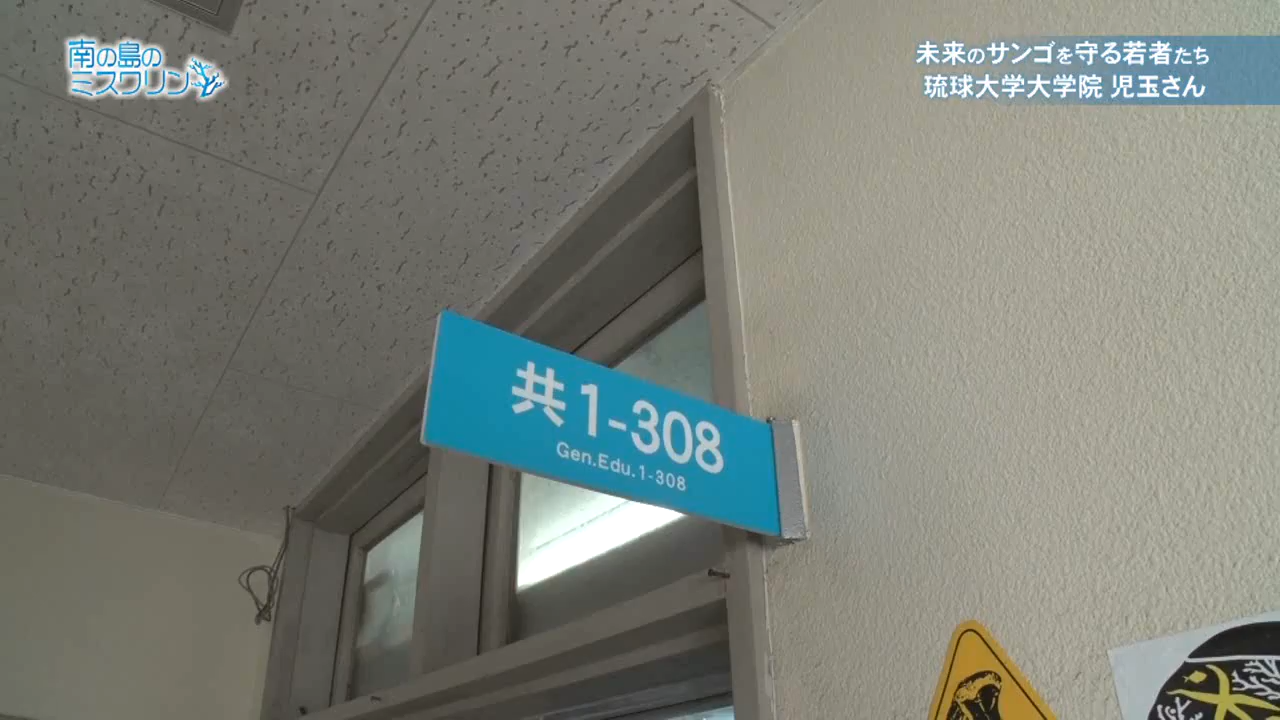 南の島の
ミスワリン
未来のサンゴを守る若者たち
琉球大学大学院 児玉さん
共1-308
Gen.Edu.1-308